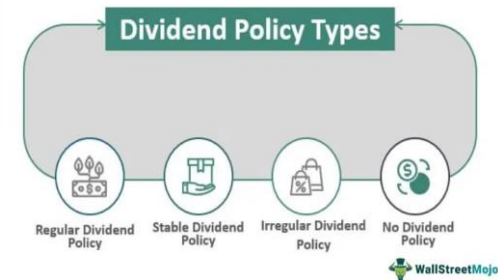 Dividend Policy Types
Regular Dividend
Policy
Stable Dividend
Policy
Irregular Dividend
Policy
No Dividend
Policy
WallStreetMojo